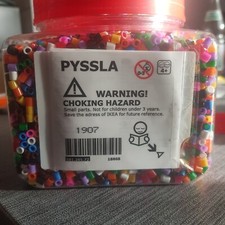 PYSSLA
WARNING!
CHOKING HAZARD
Small parts. Not for children under 3 years.
Save the adress of IKEA for future reference.
1907